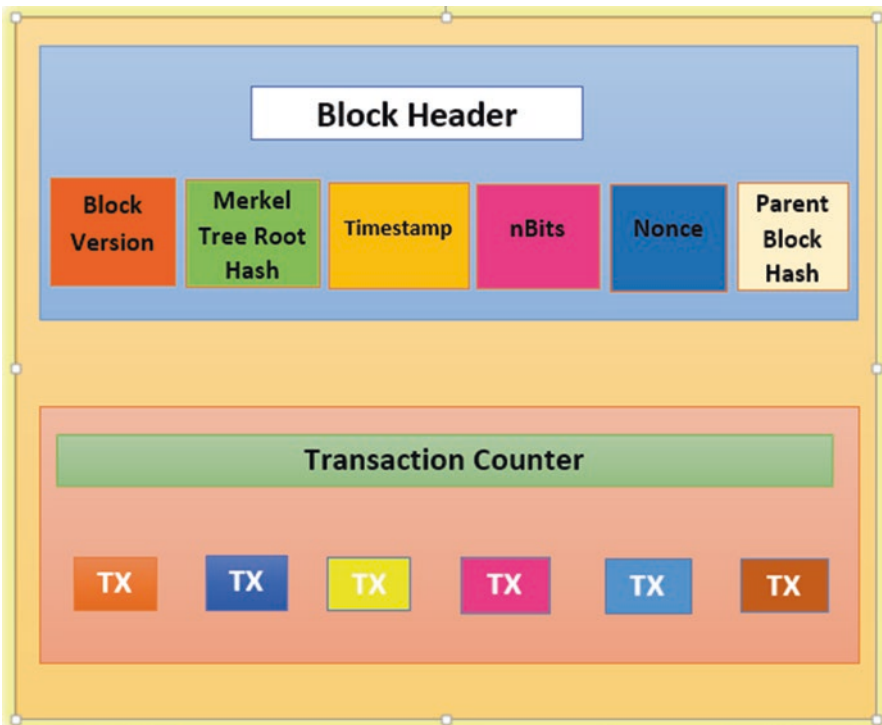 Block Header
Block
Version
Merkel
Tree Root
Hash
Timestamp
nBits
Nonce
Parent
Block
Hash
Transaction Counter
TX
TX
TX
TX
TX
TX